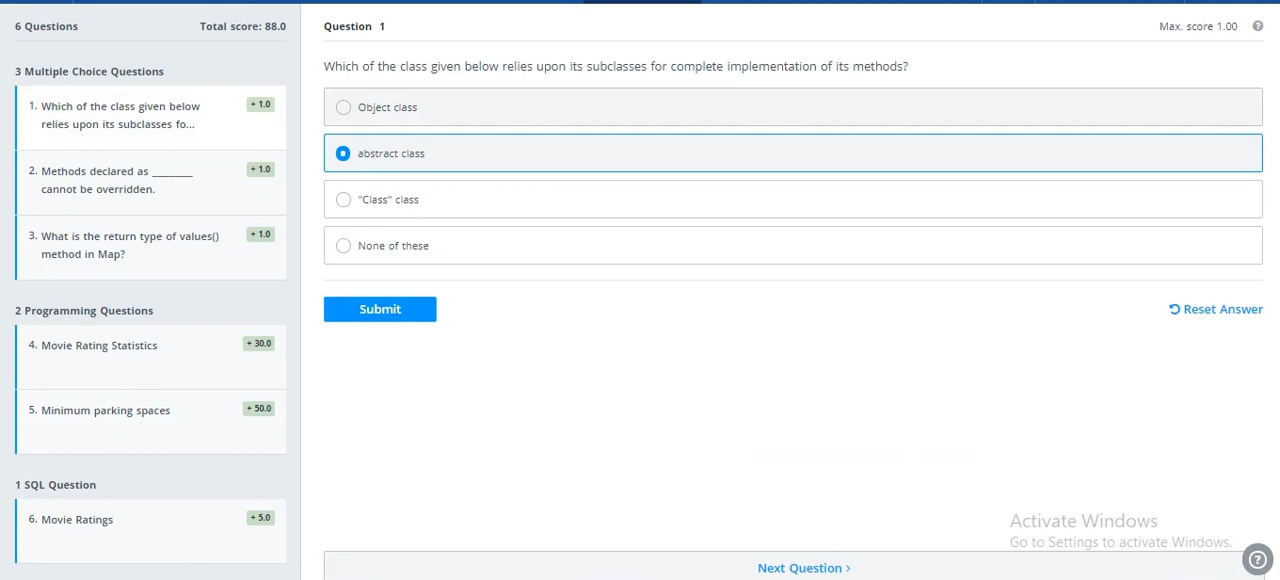 6 Questions
Total score: 88.0
3 Multiple Choice Questions
1. Which of the class given below
relies upon its subclasses fo...
+ 1.0
2. Methods declared as ________
cannot be overridden.
+ 1.0
3. What is the return type of values()
method in Map?
+ 1.0
2 Programming Questions
4. Movie Rating Statistics
+ 30.0
5. Minimum parking spaces
+ 50.0
1 SQL Question
6. Movie Ratings
+ 5.0
Question 1
Max. score 1.00
?
Which of the class given below relies upon its subclasses for complete implementation of its methods?
Object class
abstract class
"Class" class
None of these
Submit
Reset Answer
Activate Windows
Go to Settings to activate Windows.
Next Question ›
?